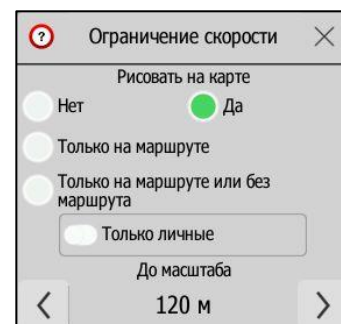 Ограничение скорости
Рисовать на карте
Нет
Да
Только на маршруте
Только на маршруте или без
маршрута
Только личные
До масштаба
120 м